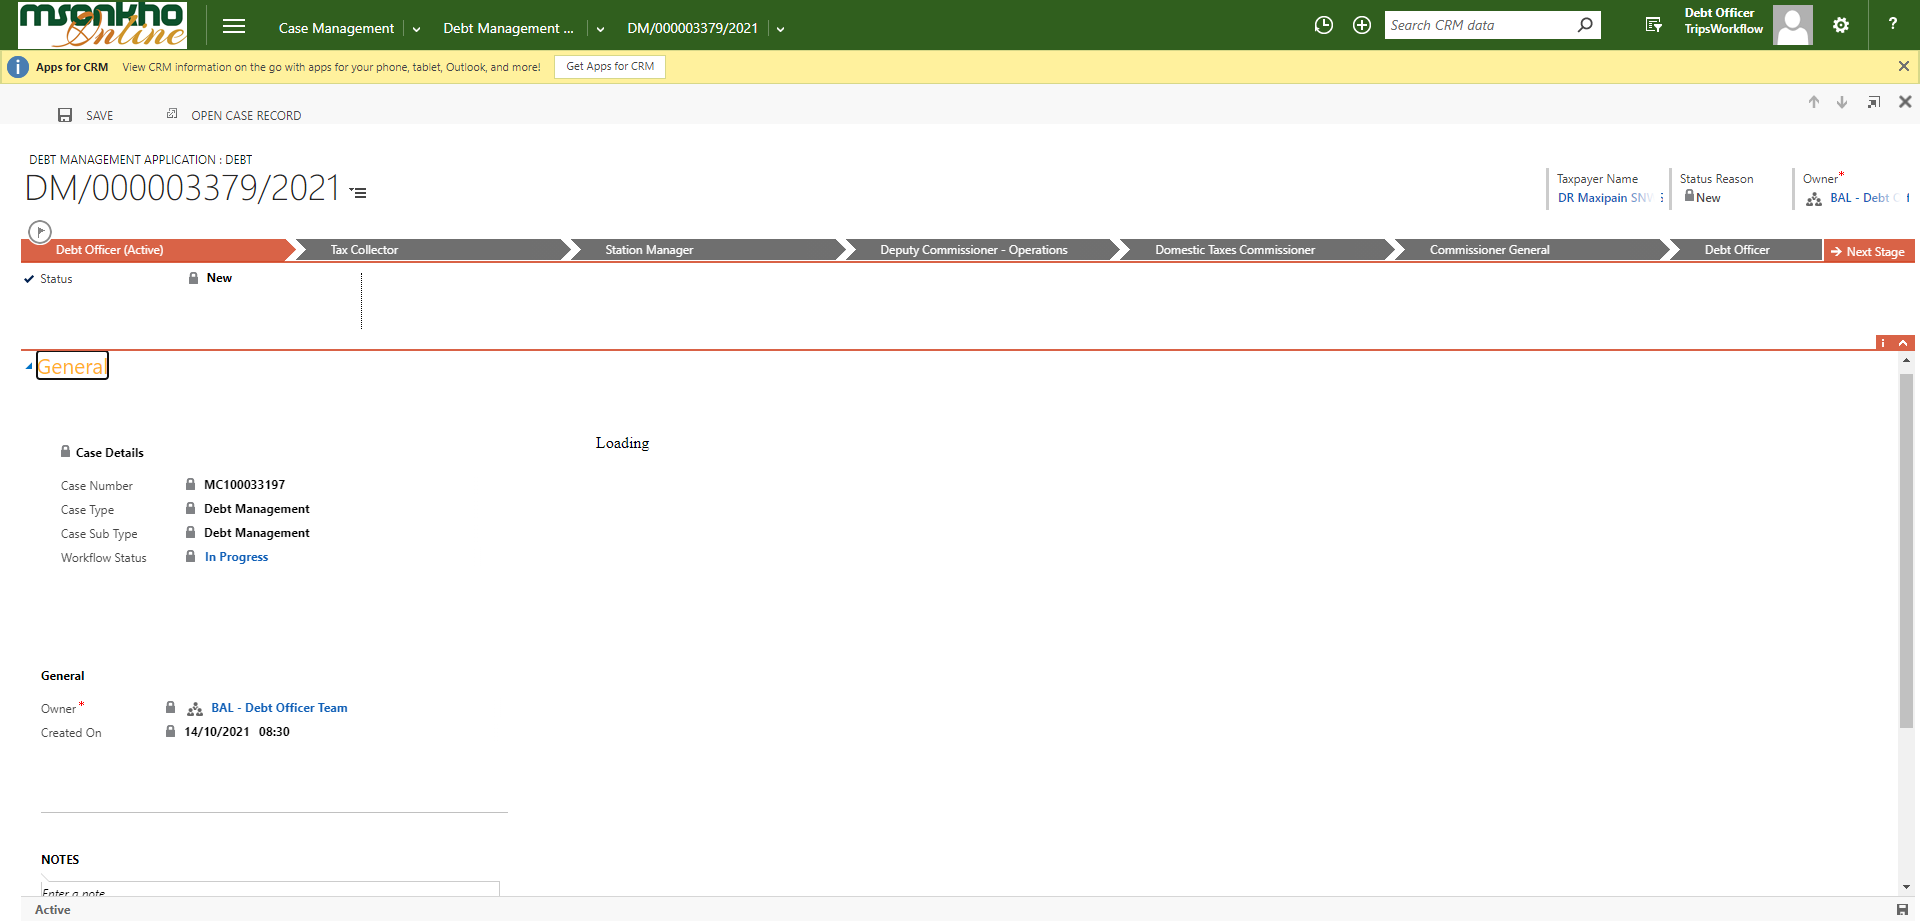 msonkho Online
Case Management
Debt Management ...
DM/000003379/2021
Search CRM data
Debt Officer
TripsWorkflow
?
i Apps for CRM View CRM information on the go with apps for your phone, tablet, Outlook, and more! Get Apps for CRM
SAVE
OPEN CASE RECORD
DEBT MANAGEMENT APPLICATION : DEBT
DM/000003379/2021
Taxpayer Name
DR Maxipain SNW
Status Reason
New
Owner*
BAL - Debt
Debt Officer (Active) Tax Collector Station Manager Deputy Commissioner - Operations Domestic Taxes Commissioner Commissioner General Debt Officer → Next Stage
Status New
i
General
Loading
Case Details
Case Number MC100033197
Case Type Debt Management
Case Sub Type Debt Management
Workflow Status In Progress
General
Owner* BAL - Debt Officer Team
Created On 14/10/2021 08:30
NOTES
Enter a note
Active